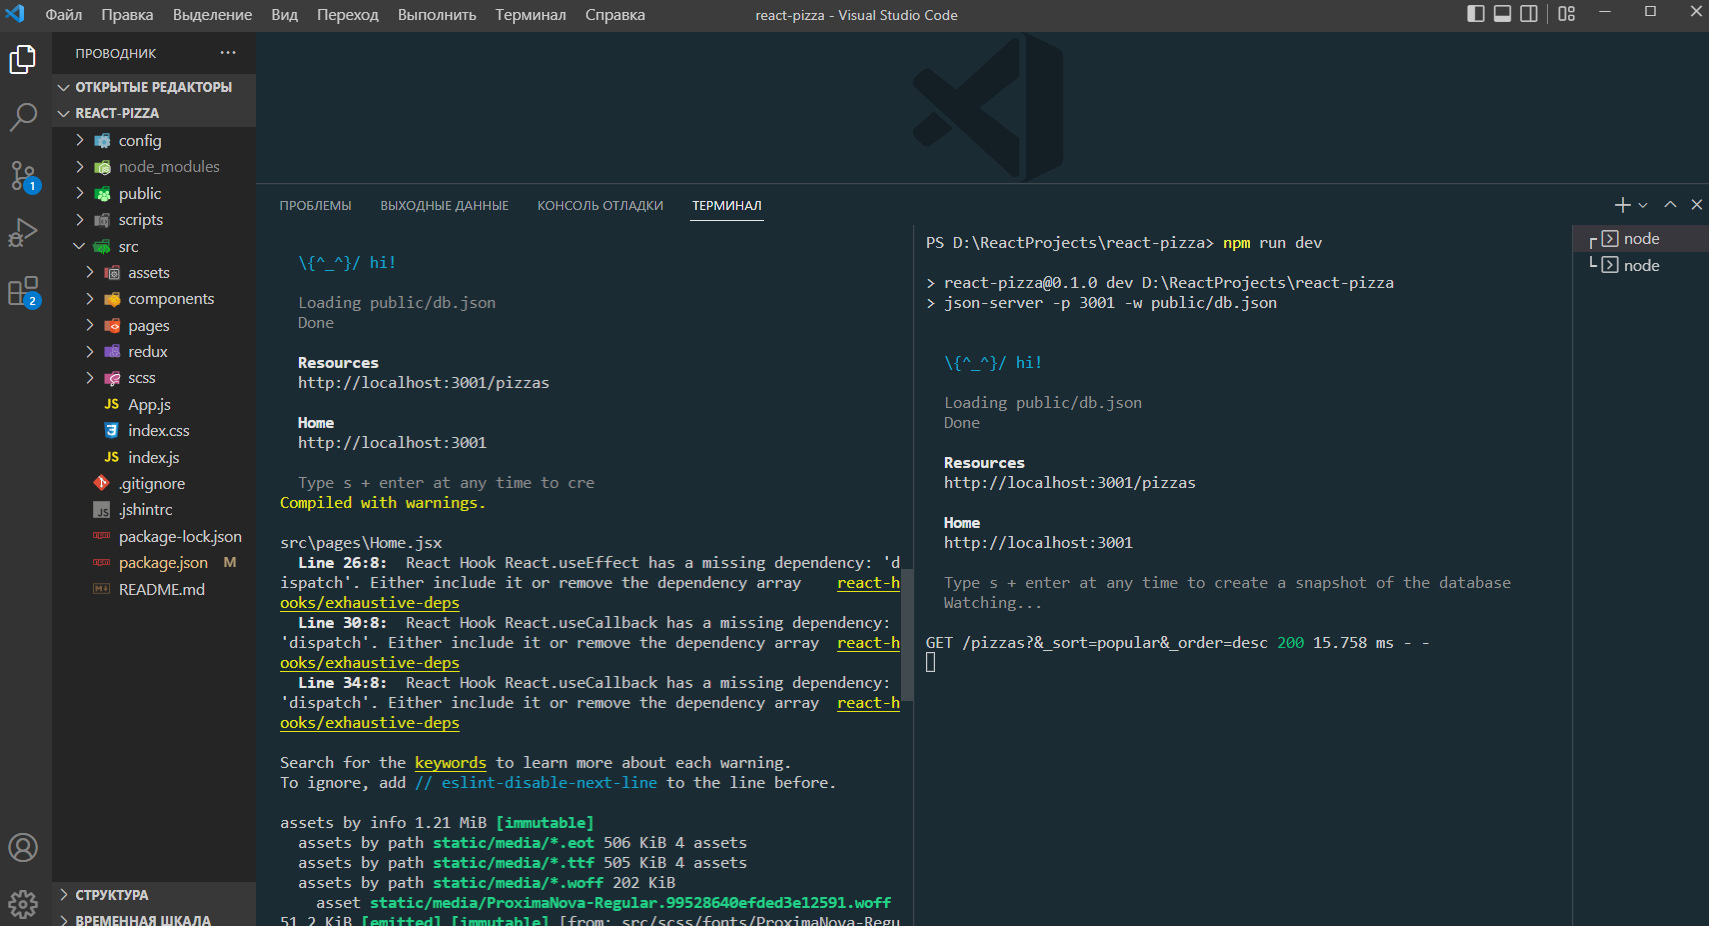 Файл Правка Выделение Вид Переход Выполнить Терминал Справка
react-pizza - Visual Studio Code
ПРОВОДНИК ···
ОТКРЫТЫЕ РЕДАКТОРЫ
REACT-PIZZA
config
node_modules
public
scripts
src
assets
components
pages
redux
scss
JS App.js
index.css
JS index.js
.gitignore
JS .jshintrc
package-lock.json
package.json M
README.md
СТРУКТУРА
ВРЕМЕННАЯ ШКАЛА
1
2
ПРОБЛЕМЫ ВЫХОДНЫЕ ДАННЫЕ КОНСОЛЬ ОТЛАДКИ ТЕРМИНАЛ
\{^_^}/ hi!
Loading public/db.json
Done
Resources
http://localhost:3001/pizzas
Home
http://localhost:3001
Type s + enter at any time to cre
Compiled with warnings.
src\pages\Home.jsx
Line 26:8: React Hook React.useEffect has a missing dependency: 'd
ispatch'. Either include it or remove the dependency array react-h
ooks/exhaustive-deps
Line 30:8: React Hook React.useCallback has a missing dependency:
'dispatch'. Either include it or remove the dependency array react-h
ooks/exhaustive-deps
Line 34:8: React Hook React.useCallback has a missing dependency:
'dispatch'. Either include it or remove the dependency array react-h
ooks/exhaustive-deps
Search for the keywords to learn more about each warning.
To ignore, add // eslint-disable-next-line to the line before.
assets by info 1.21 MiB [immutable]
assets by path static/media/*.eot 506 KiB 4 assets
assets by path static/media/*.ttf 505 KiB 4 assets
assets by path static/media/*.woff 202 KiB
asset static/media/ProximaNova-Regular.99528640efded3e12591.woff
51.2 KiB [emitted] [immutable] [from: src/scss/fonts/ProximaNova-Regu
PS D:\ReactProjects\react-pizza> npm run dev
> react-pizza@0.1.0 dev D:\ReactProjects\react-pizza
> json-server -p 3001 -w public/db.json
\{^_^}/ hi!
Loading public/db.json
Done
Resources
http://localhost:3001/pizzas
Home
http://localhost:3001
Type s + enter at any time to create a snapshot of the database
Watching...
GET /pizzas?&_sort=popular&_order=desc 200 15.758 ms - -
node
node